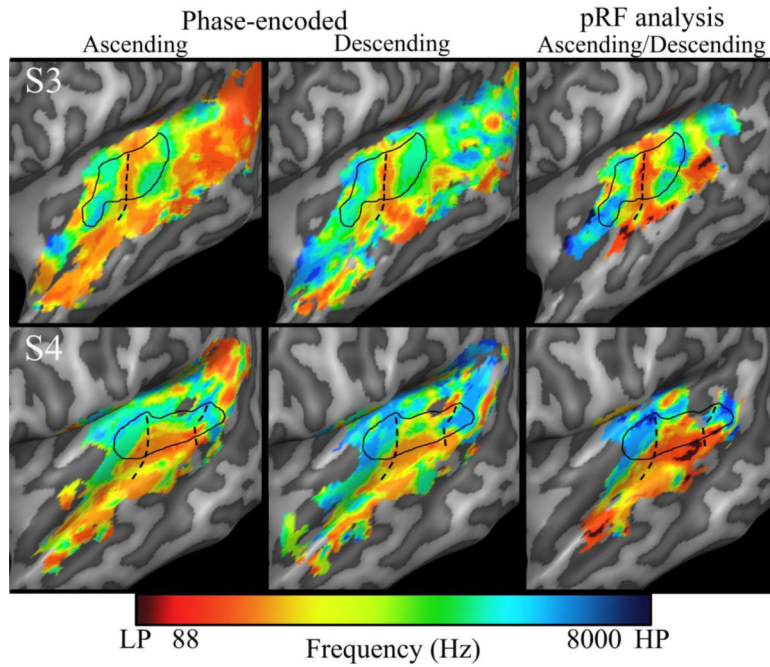 Phase-encoded pRF analysis
Ascending Descending Ascending/Descending
S3
S4
LP 88 Frequency (Hz) 8000 HP